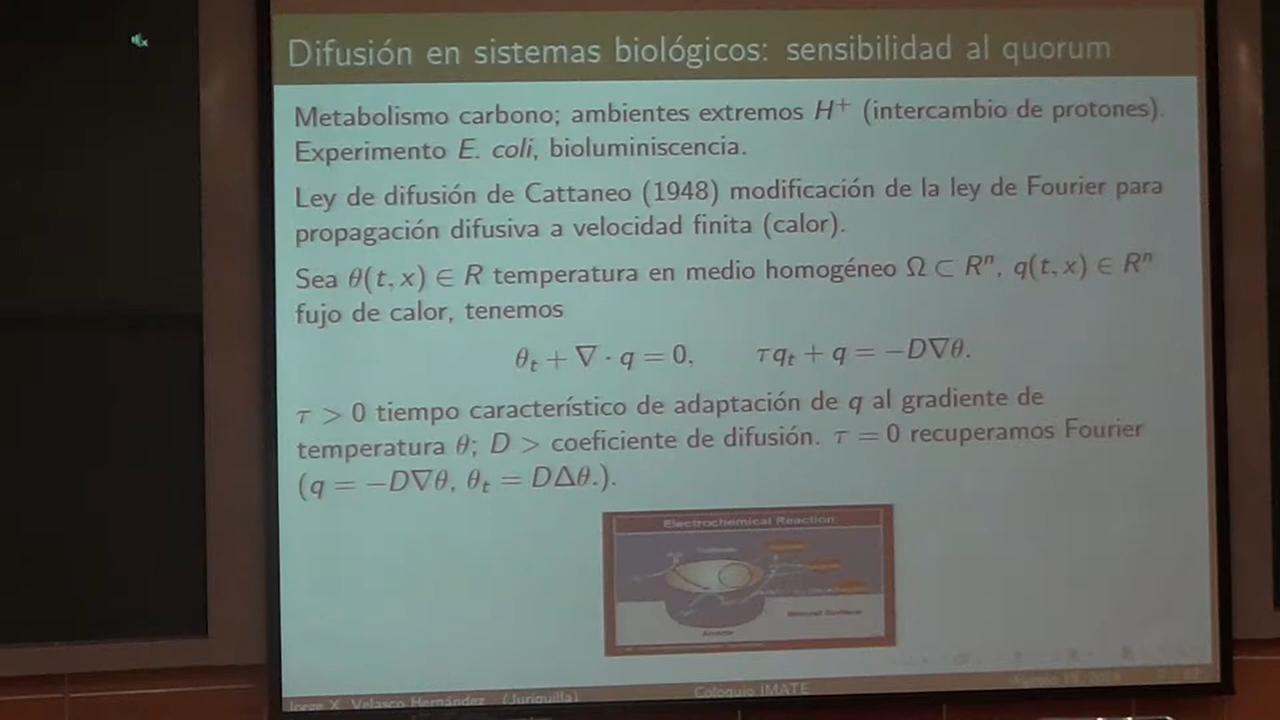 Difusión en sistemas biológicos: sensibilidad al quorum
Metabolismo carbono; ambientes extremos H⁺ (intercambio de protones).
Experimento E. coli, bioluminiscencia.
Ley de difusión de Cattaneo (1948) modificación de la ley de Fourier para
propagación difusiva a velocidad finita (calor).
Sea θ(t, x) ∈ R temperatura en medio homogéneo Ω ⊂ Rⁿ, q(t, x) ∈ Rⁿ
fujo de calor, tenemos
θₜ + ∇ · q = 0, τqₜ + q = −D∇θ.
τ > 0 tiempo característico de adaptación de q al gradiente de
temperatura θ; D > coeficiente de difusión. τ = 0 recuperamos Fourier
(q = −D∇θ, θₜ = DΔθ.).
Electrochemical Reaction
Jorge X. Velasco Hernández (Juriquilla)
Coloquio IMATE